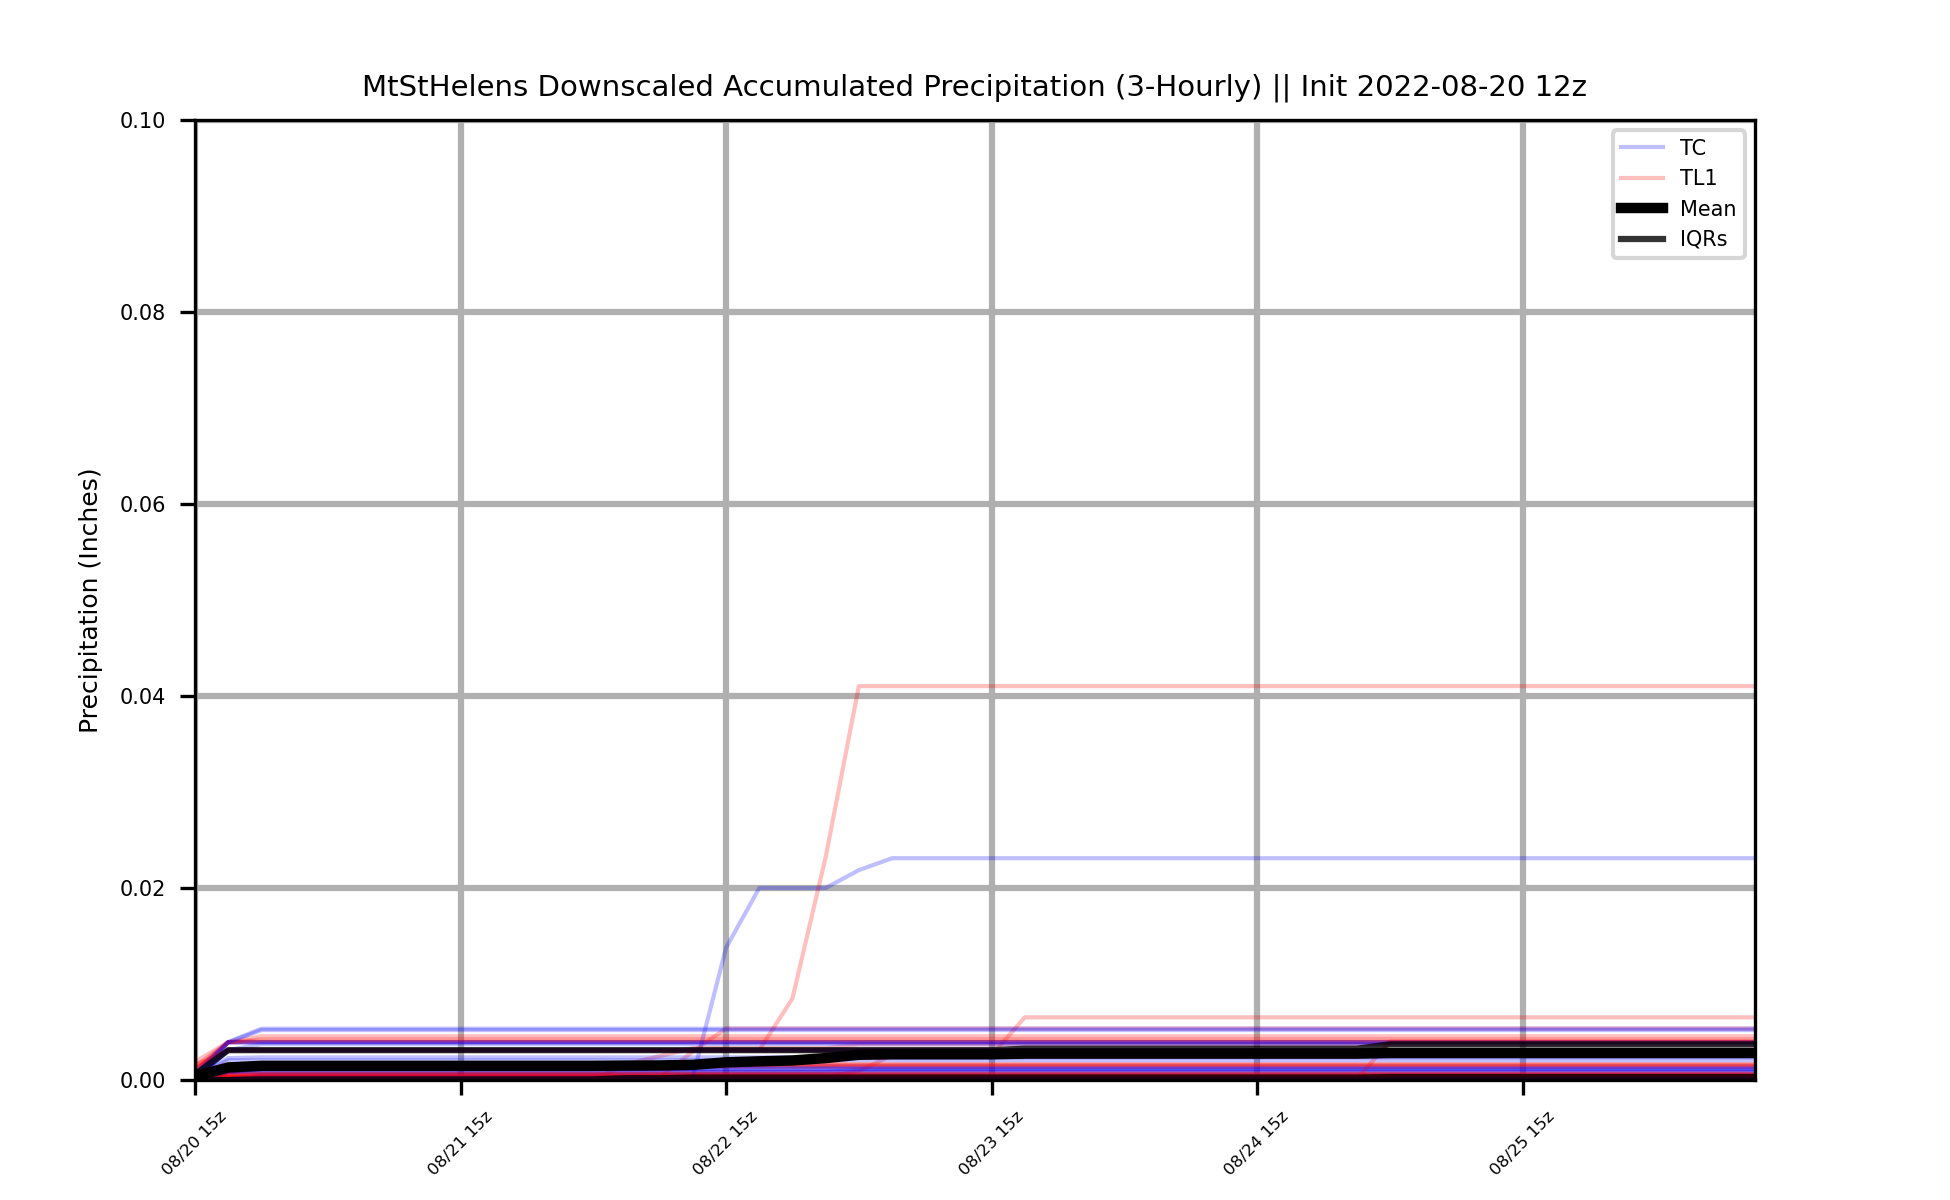 MtStHelens Downscaled Accumulated Precipitation (3-Hourly) || Init 2022-08-20 12z
0.10
0.08
0.06
0.04
0.02
0.00
Precipitation (Inches)
TC
TL1
Mean
IQRs
08/20 15z
08/21 15z
08/22 15z
08/23 15z
08/24 15z
08/25 15z